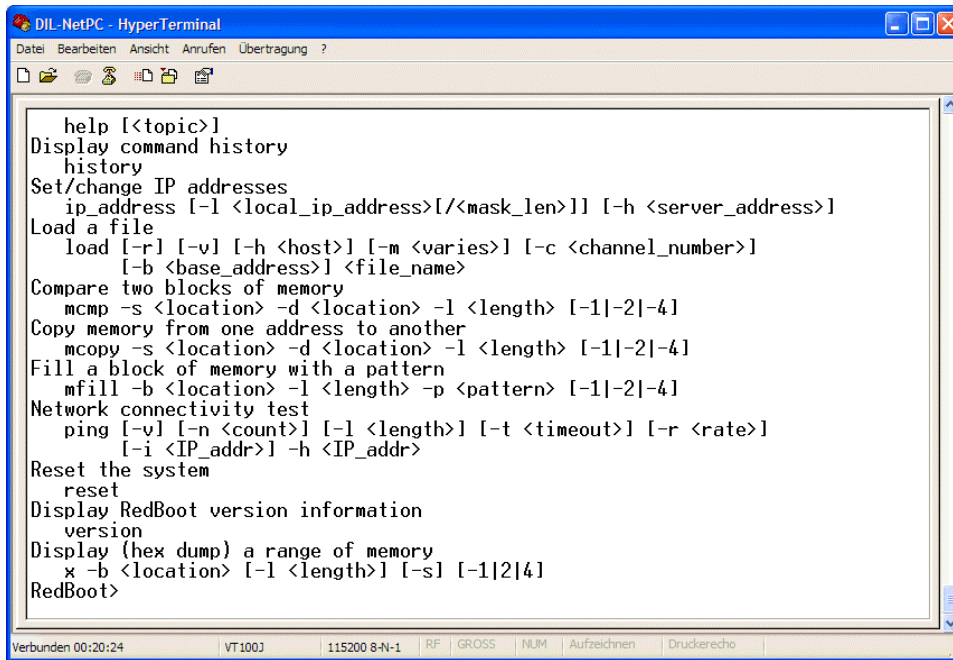 DIL-NetPC - HyperTerminal
Datei Bearbeiten Ansicht Anrufen Übertragung ?
help [<topic>]
Display command history
history
Set/change IP addresses
ip_address [-l <local_ip_address>[/<mask_len>]] [-h <server_address>]
Load a file
load [-r] [-v] [-h <host>] [-m <varies>] [-c <channel_number>]
[-b <base_address>] <file_name>
Compare two blocks of memory
mcmp -s <location> -d <location> -l <length> [-1|-2|-4]
Copy memory from one address to another
mcopy -s <location> -d <location> -l <length> [-1|-2|-4]
Fill a block of memory with a pattern
mfill -b <location> -l <length> -p <pattern> [-1|-2|-4]
Network connectivity test
ping [-v] [-n <count>] [-l <length>] [-t <timeout>] [-r <rate>]
[-i <IP_addr>] -h <IP_addr>
Reset the system
reset
Display RedBoot version information
version
Display (hex dump) a range of memory
x -b <location> [-l <length>] [-s] [-1|2|4]
RedBoot>
Verbunden 00:20:24 VT100J 115200 8-N-1 RF GROSS NUM Aufzeichnen Druckerecho